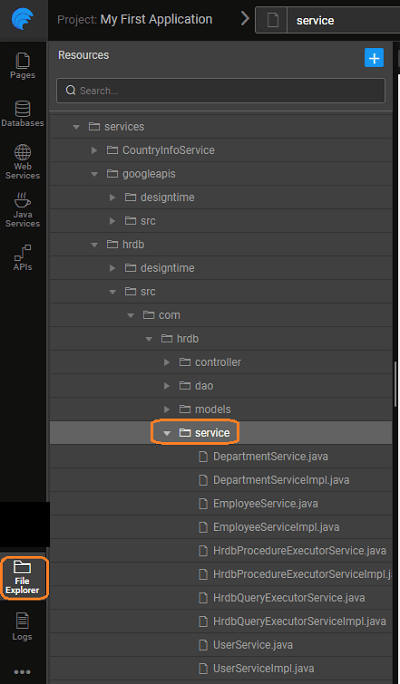 Project: My First Application
service
Resources
Search...
Pages
Databases
Web
Services
Java
Services
APIs
services
CountryInfoService
googleapis
designtime
src
hrdb
designtime
src
com
hrdb
controller
dao
models
service
DepartmentService.java
DepartmentServiceImpl.java
EmployeeService.java
EmployeeServiceImpl.java
HrdbProcedureExecutorService.java
HrdbProcedureExecutorServiceImpl.j
HrdbQueryExecutorService.java
HrdbQueryExecutorServiceImpl.java
UserService.java
UserServiceImpl.java
File
Explorer
Logs